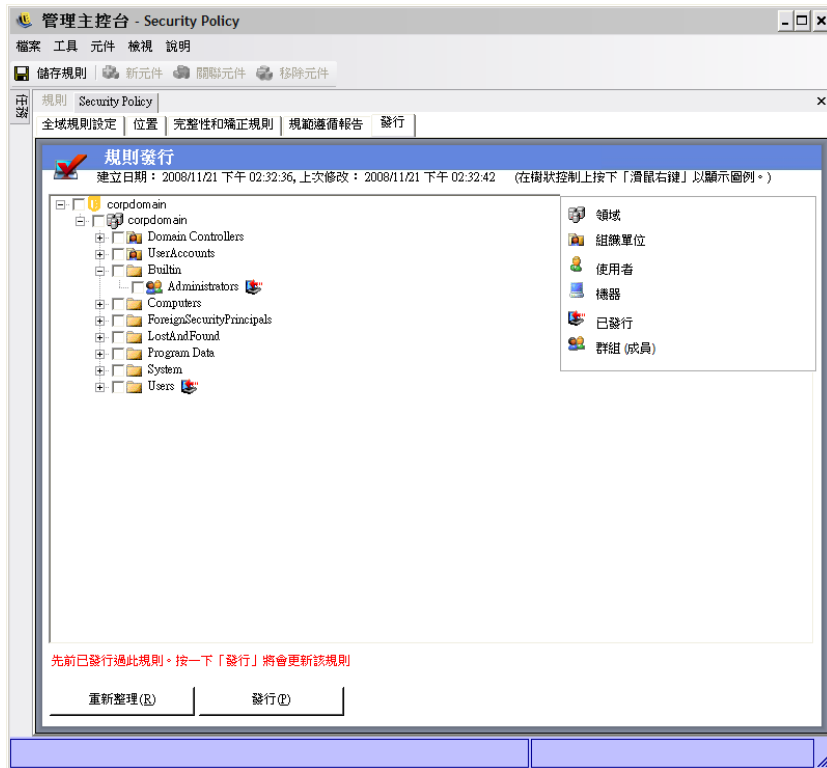 管理主控台 - Security Policy
檔案 工具 元件 檢視 說明
儲存規則 新元件 關聯元件 移除元件
任務
規則 Security Policy
全域規則設定 位置 完整性和矯正規則 規範遵循報告 發行
規則發行
建立日期： 2008/11/21 下午 02:32:36, 上次修改： 2008/11/21 下午 02:32:42 (在樹狀控制上按下「滑鼠右鍵」以顯示圖例。)
corpdomain
corpdomain
Domain Controllers
UserAccounts
Builtin
Administrators
Computers
ForeignSecurityPrincipals
LostAndFound
Program Data
System
Users
領域
組織單位
使用者
機器
已發行
群組 (成員)
先前已發行過此規則。按一下「發行」將會更新該規則
重新整理(R) 發行(P)